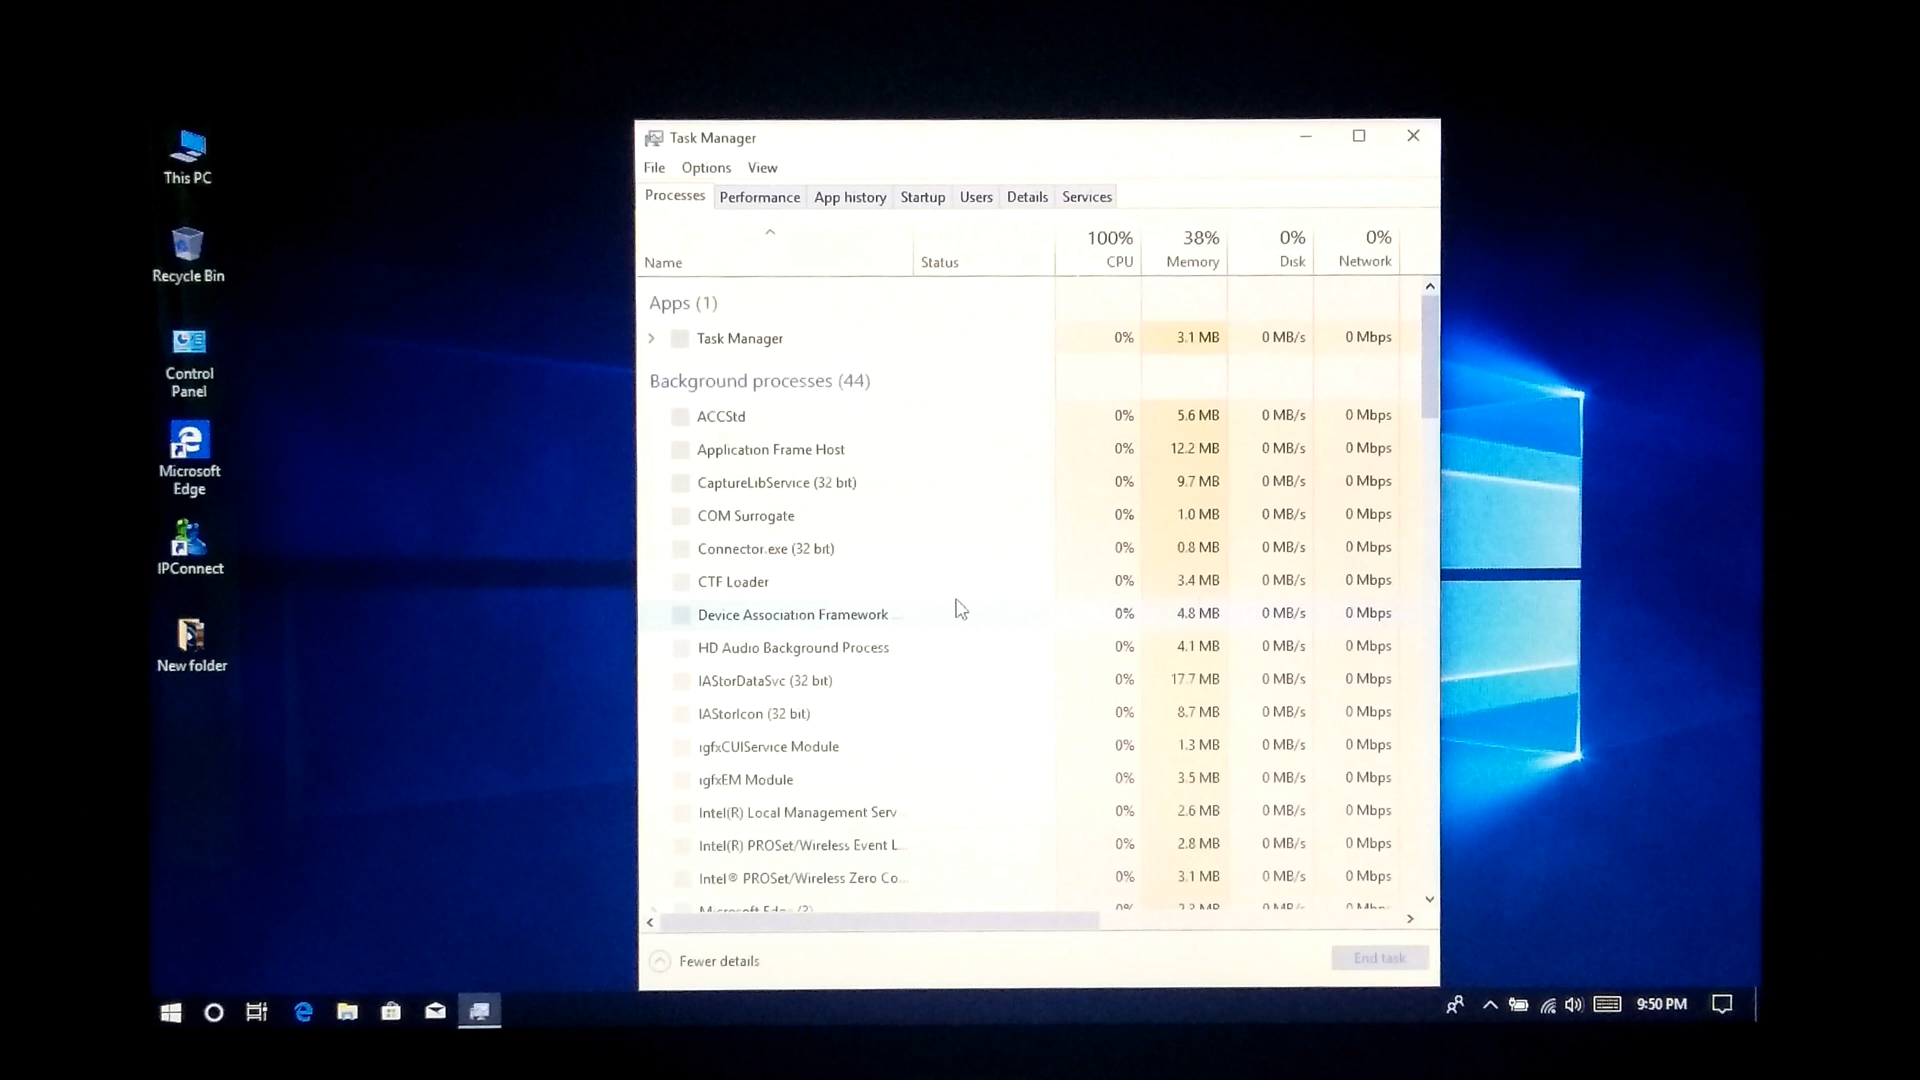 This PC
Recycle Bin
Control
Panel
Microsoft
Edge
IPConnect
New folder
Task Manager
File Options View
Processes Performance App history Startup Users Details Services
100% 38% 0% 0%
Name Status CPU Memory Disk Network
Apps (1)
Task Manager 0% 3.1 MB 0 MB/s 0 Mbps
Background processes (44)
ACCStd 0% 5.6 MB 0 MB/s 0 Mbps
Application Frame Host 0% 12.2 MB 0 MB/s 0 Mbps
CaptureLibService (32 bit) 0% 9.7 MB 0 MB/s 0 Mbps
COM Surrogate 0% 1.0 MB 0 MB/s 0 Mbps
Connector.exe (32 bit) 0% 0.8 MB 0 MB/s 0 Mbps
CTF Loader 0% 3.4 MB 0 MB/s 0 Mbps
Device Association Framework ... 0% 4.8 MB 0 MB/s 0 Mbps
HD Audio Background Process 0% 4.1 MB 0 MB/s 0 Mbps
IAStorDataSvc (32 bit) 0% 17.7 MB 0 MB/s 0 Mbps
IAStorIcon (32 bit) 0% 8.7 MB 0 MB/s 0 Mbps
igfxCUIService Module 0% 1.3 MB 0 MB/s 0 Mbps
igfxEM Module 0% 3.5 MB 0 MB/s 0 Mbps
Intel(R) Local Management Serv 0% 2.6 MB 0 MB/s 0 Mbps
Intel(R) PROSet/Wireless Event L... 0% 2.8 MB 0 MB/s 0 Mbps
Intel® PROSet/Wireless Zero Co... 0% 3.1 MB 0 MB/s 0 Mbps
Microsoft Edge (2) 0% MB 0 MB/s 0 Mbps
Fewer details End task
9:50 PM